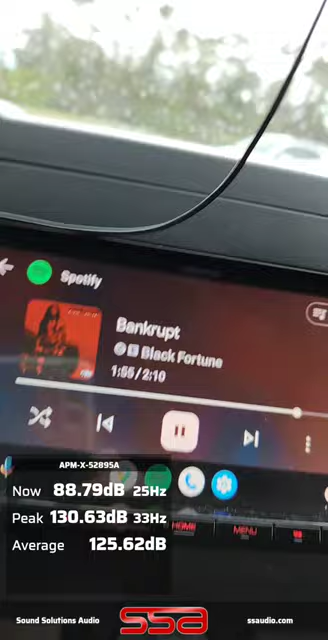 Spotify
Bankrupt
E Black Fortune
1:55/2:10
APM-X-52895A
Now 88.79dB 25Hz
Peak 130.63dB 33Hz
Average 125.62dB
HOME MENU
Sound Solutions Audio SSA ssaudio.com